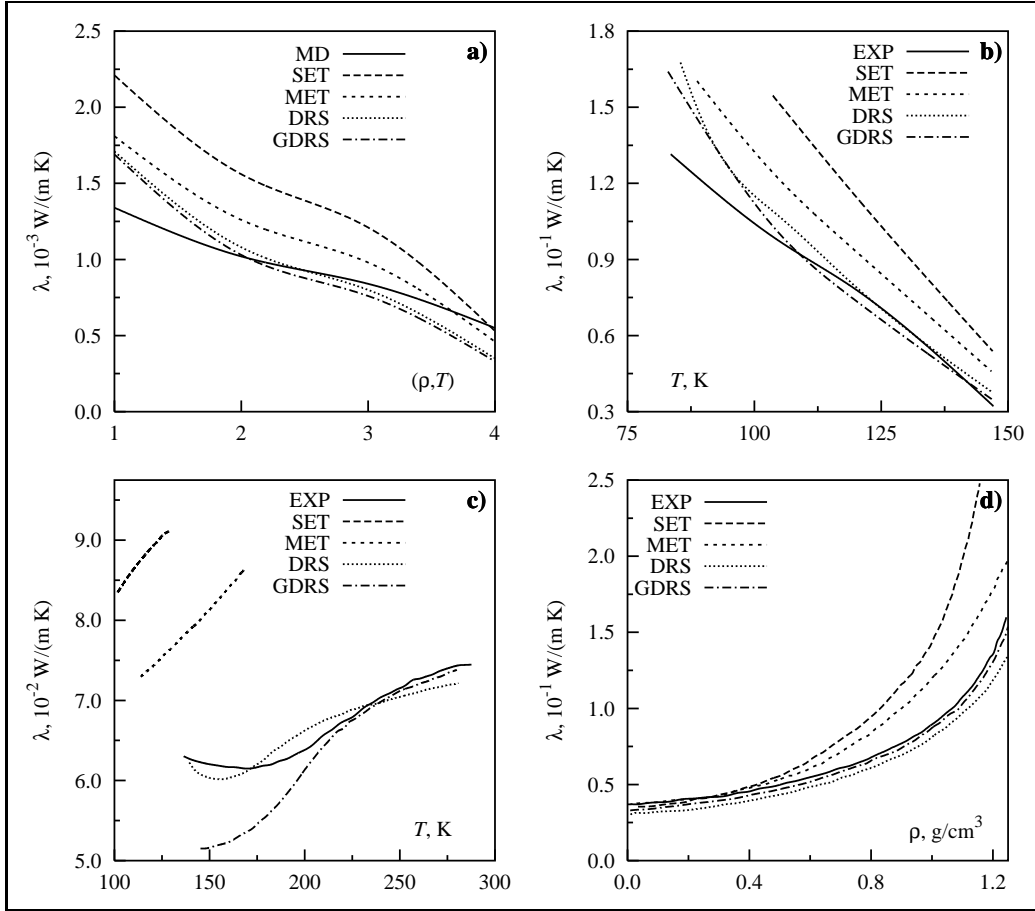 a)
MD
SET
MET
DRS
GDRS
2.5
2.0
1.5
1.0
0.5
0.0
λ, 10⁻³ W/(m K)
(ρ,T)
1 2 3 4
b)
EXP
SET
MET
DRS
GDRS
1.8
1.5
1.2
0.9
0.6
0.3
λ, 10⁻¹ W/(m K)
T, K
75 100 125 150
c)
EXP
SET
MET
DRS
GDRS
9.0
8.0
7.0
6.0
5.0
λ, 10⁻² W/(m K)
T, K
100 150 200 250 300
d)
EXP
SET
MET
DRS
GDRS
2.5
2.0
1.5
1.0
0.5
0.0
λ, 10⁻¹ W/(m K)
ρ, g/cm³
0.0 0.4 0.8 1.2